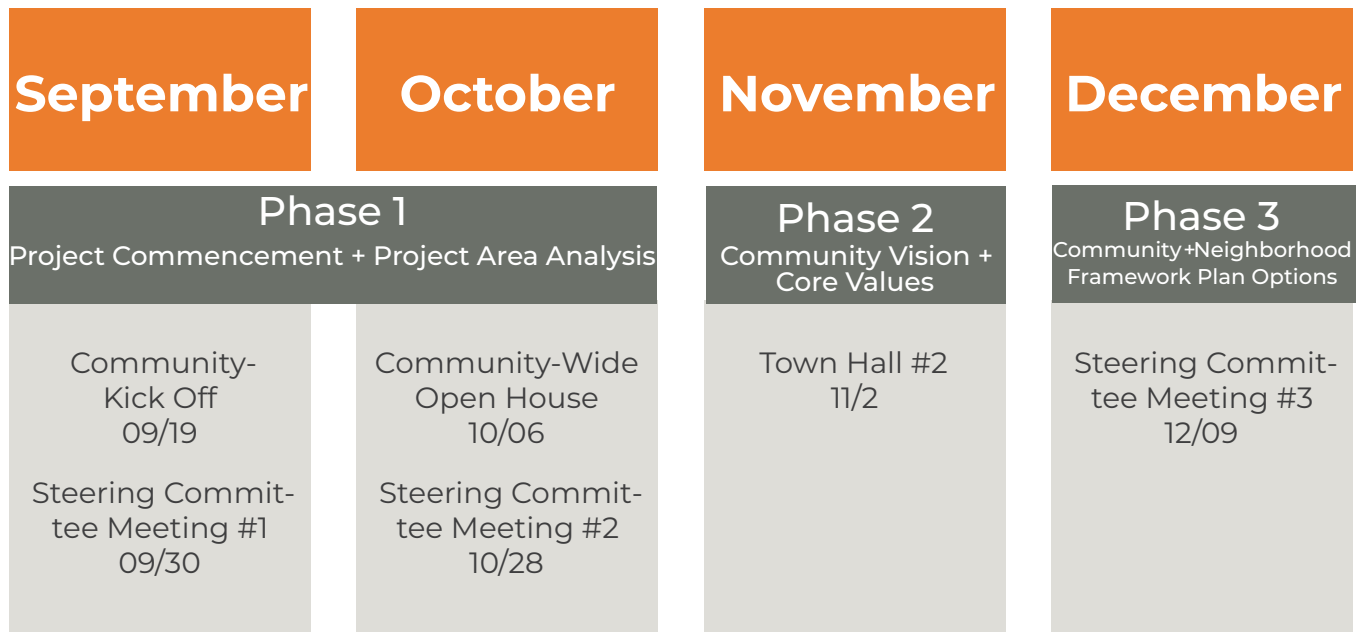 September
October
November
December
Phase 1
Project Commencement + Project Area Analysis
Phase 2
Community Vision +
Core Values
Phase 3
Community+Neighborhood
Framework Plan Options
Community-
Kick Off
09/19
Steering Commit-
tee Meeting #1
09/30
Community-Wide
Open House
10/06
Steering Commit-
tee Meeting #2
10/28
Town Hall #2
11/2
Steering Commit-
tee Meeting #3
12/09